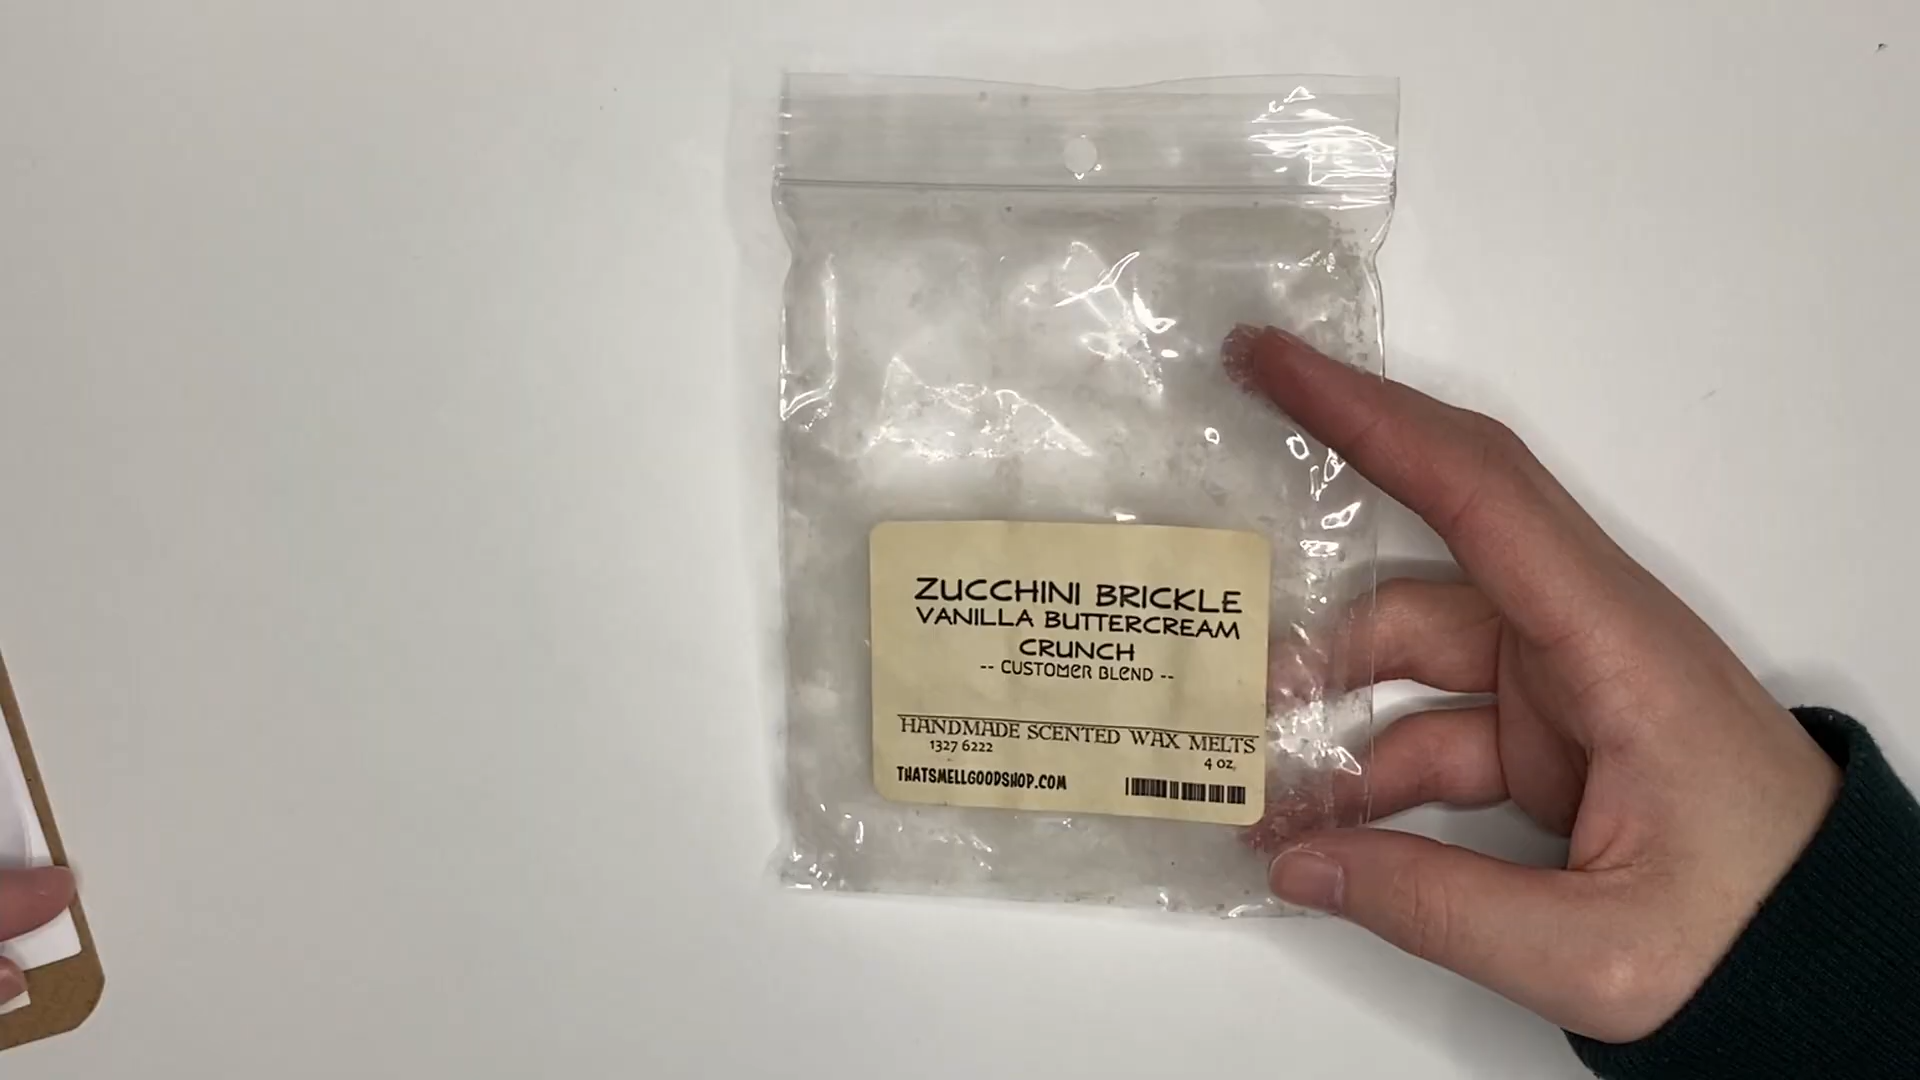 ZUCCHINI BRICKLE
VANILLA BUTTERCREAM
CRUNCH
-- CUSTOMER BLEND --
HANDMADE SCENTED WAX MELTS
1327 6222
4 oz.
THATSMELLGOODSHOP.COM